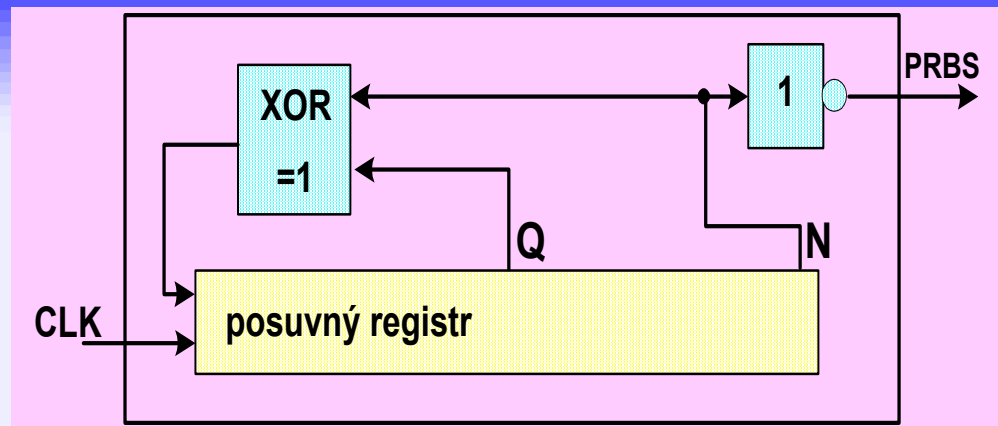 PRBS
XOR
=1
1
Q
N
CLK
posuvný registr